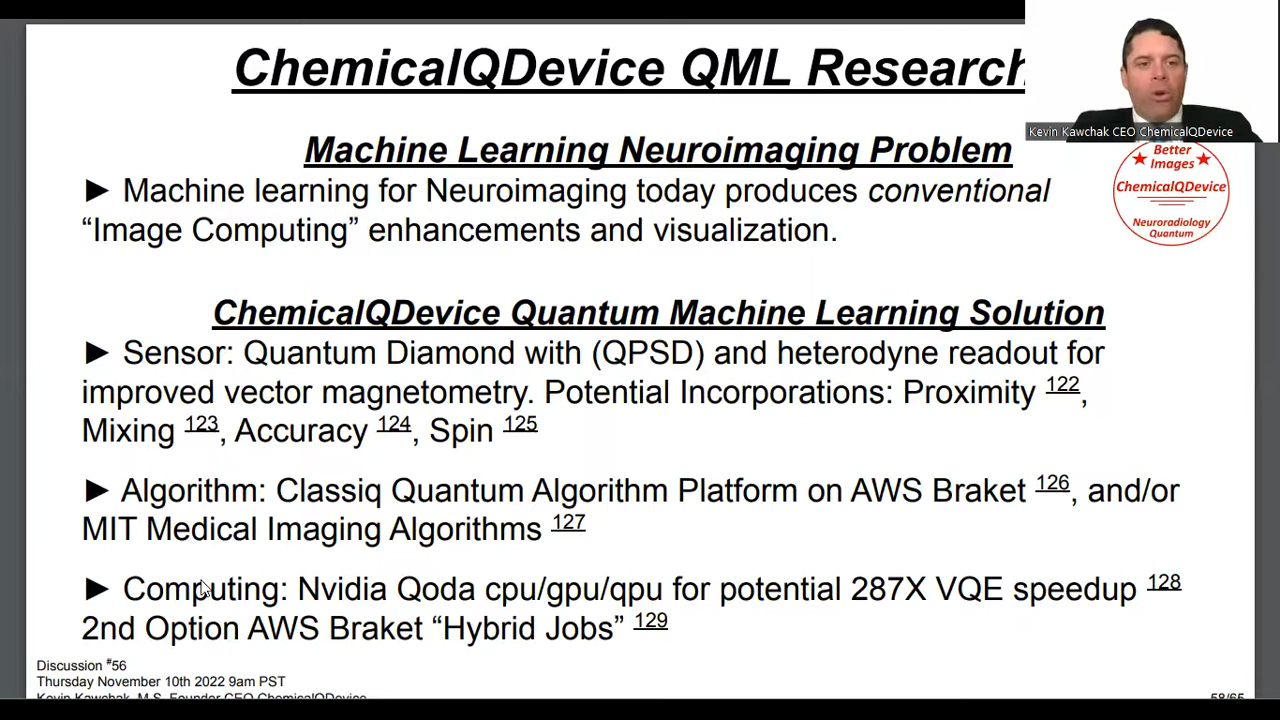 ChemicalQDevice QML Research
Kevin Kawchak CEO ChemicalQDevice
Better
Images
ChemicalQDevice
Neuroradiology
Quantum
Machine Learning Neuroimaging Problem
► Machine learning for Neuroimaging today produces conventional
“Image Computing” enhancements and visualization.
ChemicalQDevice Quantum Machine Learning Solution
► Sensor: Quantum Diamond with (QPSD) and heterodyne readout for
improved vector magnetometry. Potential Incorporations: Proximity 122,
Mixing 123, Accuracy 124, Spin 125
► Algorithm: Classiq Quantum Algorithm Platform on AWS Braket 126, and/or
MIT Medical Imaging Algorithms 127
► Computing: Nvidia Qoda cpu/gpu/qpu for potential 287X VQE speedup 128
2nd Option AWS Braket “Hybrid Jobs” 129
Discussion #56
Thursday November 10th 2022 9am PST
Kevin Kawchak, M.S. Founder CEO ChemicalQDevice
58/65